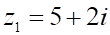 z₁ = 5 + 2i